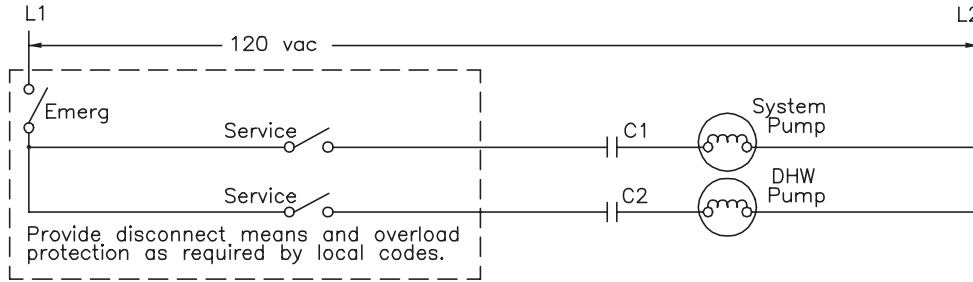 L1
L2
120 vac
Emerg
System
Pump
Service
C1
DHW
Pump
Service
C2
Provide disconnect means and overload
protection as required by local codes.